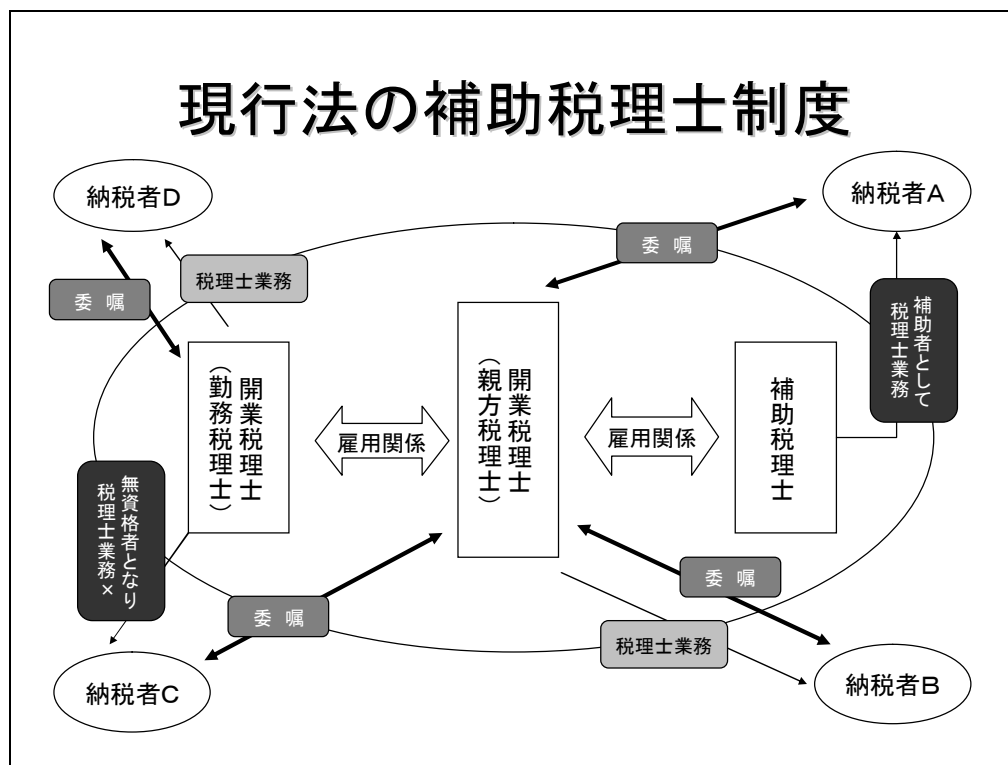 現行法の補助税理士制度
納税者D
納税者A
委 嘱
税理士業務
委 嘱
補助者として
税理士業務
開業税理士
(勤務税理士)
雇用関係
開業税理士
(親方税理士)
雇用関係
補助税理士
無資格者となり
税理士業務×
委 嘱
委 嘱
税理士業務
納税者C
納税者B